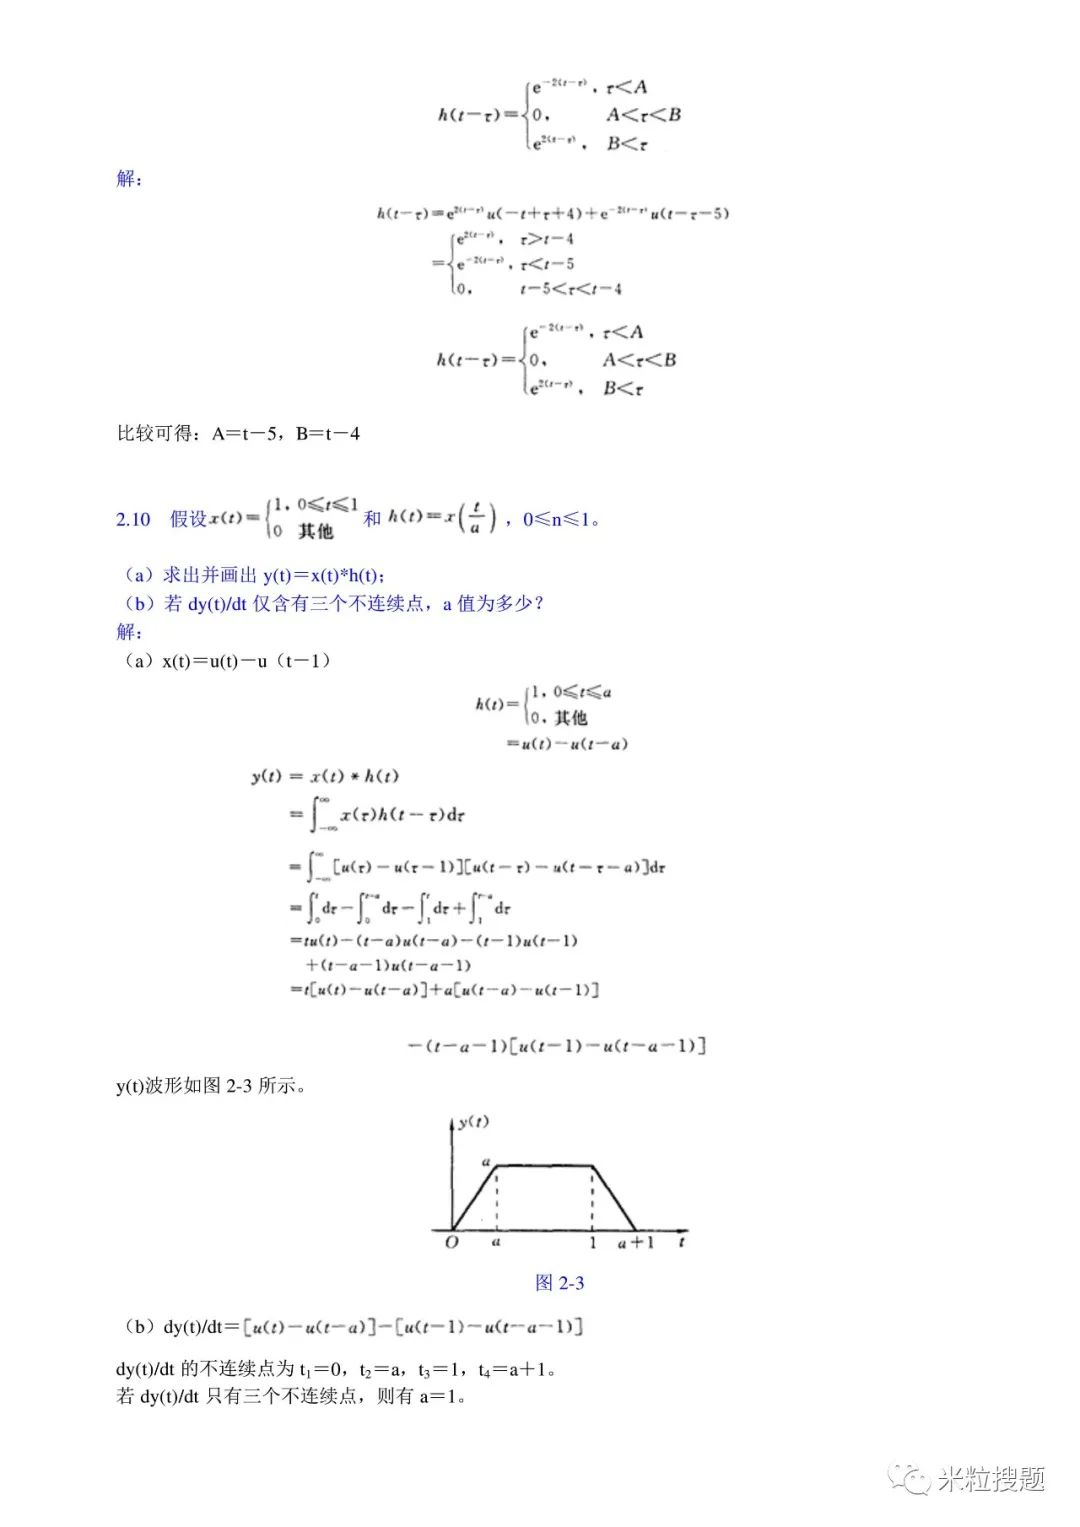 h(t−τ)={e^{−2(t−τ)}, τ<A
0, A<τ<B
e^{2(t−τ)}, B<τ
解：
h(t−τ)=e^{2(t−τ)}u(−t+τ+4)+e^{−2(t−τ)}u(t−τ−5)
={e^{2(t−τ)}, τ>t−4
e^{−2(t−τ)}, τ<t−5
0, t−5<τ<t−4
h(t−τ)={e^{−2(t−τ)}, τ<A
0, A<τ<B
e^{2(t−τ)}, B<τ
比较可得：A＝t－5，B＝t－4
2.10 假设x(t)={1, 0≤t≤1 0 其他 和 h(t)=x(t/a)，0≤n≤1。
（a）求出并画出 y(t)＝x(t)*h(t)；
（b）若 dy(t)/dt 仅含有三个不连续点，a 值为多少？
解：
（a）x(t)＝u(t)－u（t－1）
h(t)={1, 0≤t≤a
0, 其他
=u(t)−u(t−a)
y(t) = x(t) * h(t)
= ∫_{−∞}^{∞} x(τ)h(t−τ)dτ
= ∫_{−∞}^{∞} [u(τ)−u(τ−1)][u(t−τ)−u(t−τ−a)]dτ
= ∫_0^t dτ − ∫_0^{t−a} dτ − ∫_1^t dτ + ∫_1^{t−a} dτ
=tu(t)−(t−a)u(t−a)−(t−1)u(t−1)
+(t−a−1)u(t−a−1)
=t[u(t)−u(t−a)]+a[u(t−a)−u(t−1)]
−(t−a−1)[u(t−1)−u(t−a−1)]
y(t)波形如图 2-3 所示。
y(t)
a
O a 1 a+1 t
图 2-3
（b）dy(t)/dt＝[u(t)−u(t−a)]−[u(t−1)−u(t−a−1)]
dy(t)/dt 的不连续点为 t₁＝0，t₂＝a，t₃＝1，t₄＝a＋1。
若 dy(t)/dt 只有三个不连续点，则有 a＝1。
米粒搜题